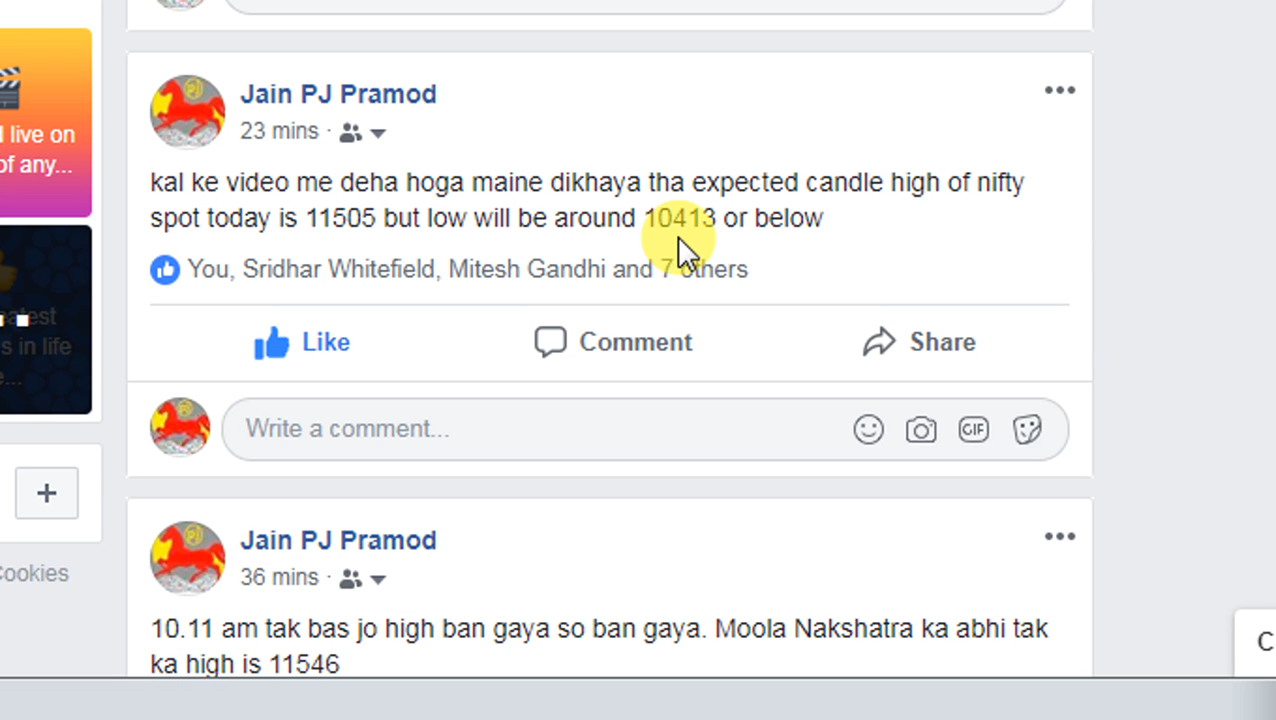 l live on
of any...
Jain PJ Pramod
23 mins ·
kal ke video me deha hoga maine dikhaya tha expected candle high of nifty
spot today is 11505 but low will be around 10413 or below
You, Sridhar Whitefield, Mitesh Gandhi and 7 others
Like
Comment
Share
s in life
e...
Write a comment...
GIF
+
Cookies
Jain PJ Pramod
36 mins ·
10.11 am tak bas jo high ban gaya so ban gaya. Moola Nakshatra ka abhi tak
ka high is 11546
C